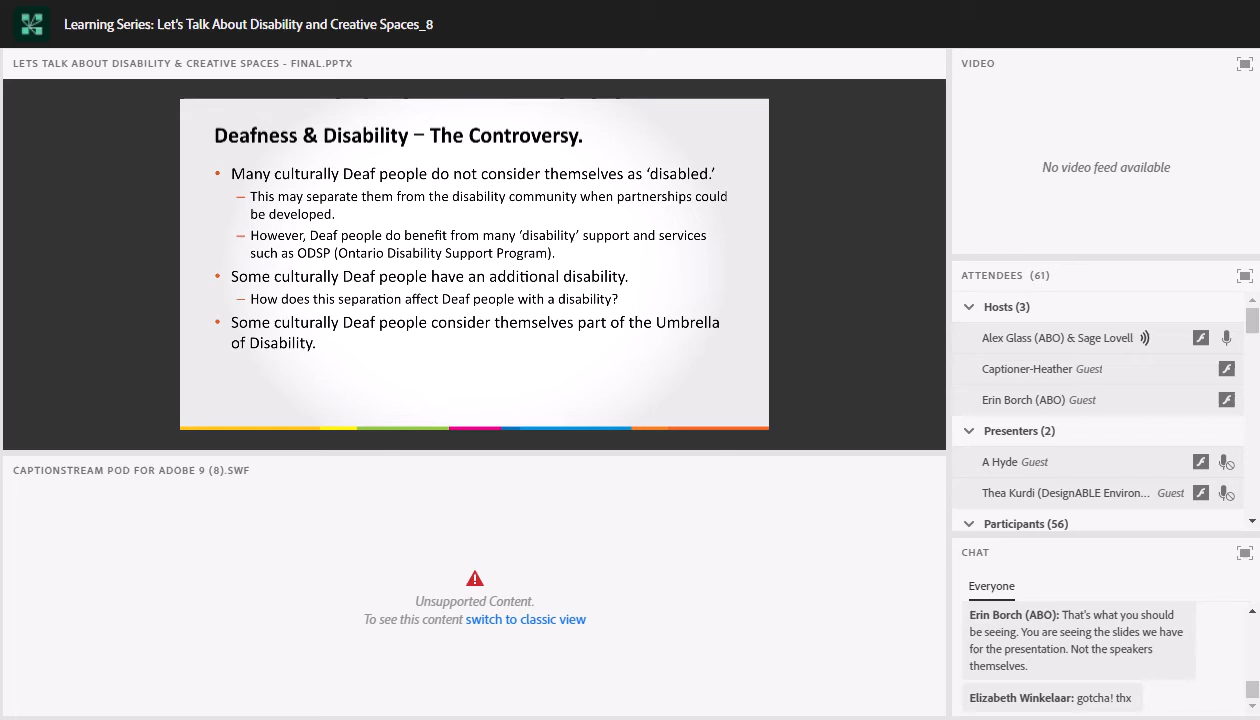 Learning Series: Let's Talk About Disability and Creative Spaces_8
LETS TALK ABOUT DISABILITY & CREATIVE SPACES - FINAL.PPTX
Deafness & Disability – The Controversy.
• Many culturally Deaf people do not consider themselves as ‘disabled.’
– This may separate them from the disability community when partnerships could
be developed.
– However, Deaf people do benefit from many ‘disability’ support and services
such as ODSP (Ontario Disability Support Program).
• Some culturally Deaf people have an additional disability.
– How does this separation affect Deaf people with a disability?
• Some culturally Deaf people consider themselves part of the Umbrella
of Disability.
CAPTIONSTREAM POD FOR ADOBE 9 (8).SWF
Unsupported Content.
To see this content switch to classic view
VIDEO
No video feed available
ATTENDEES (61)
Hosts (3)
Alex Glass (ABO) & Sage Lovell
Captioner-Heather Guest
Erin Borch (ABO) Guest
Presenters (2)
A Hyde Guest
Thea Kurdi (DesignABLE Environ... Guest
Participants (56)
CHAT
Everyone
Erin Borch (ABO): That's what you should
be seeing. You are seeing the slides we have
for the presentation. Not the speakers
themselves.
Elizabeth Winkelaar: gotcha! thx